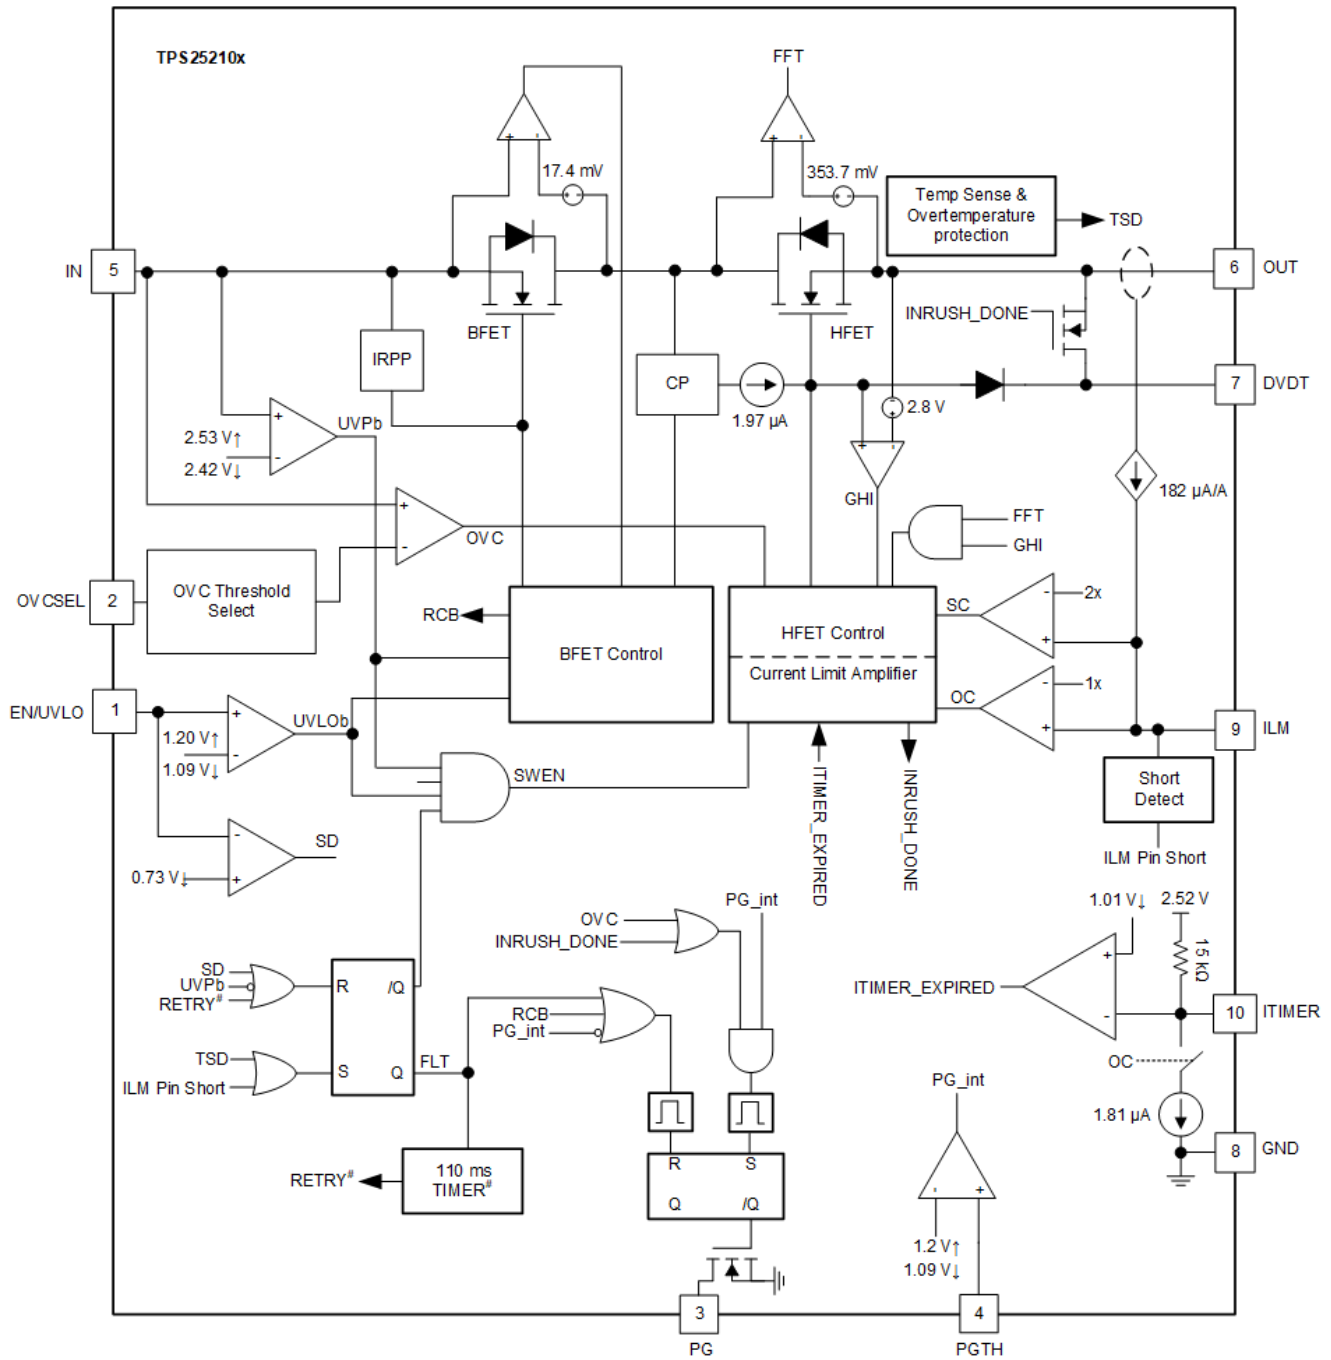 TPS25210x
FFT
17.4 mV
353.7 mV
Temp Sense &
Overtemperature
protection
TSD
IN
5
6
OUT
BFET
HFET
INRUSH_DONE
IRPP
CP
1.97 µA
2.8 V
7
DVDT
UVPb
2.53 V↑
2.42 V↓
GHI
182 µA/A
OVC
FFT
GHI
OVCSEL
2
OVC Threshold
Select
RCB
BFET Control
HFET Control
Current Limit Amplifier
SC
2x
OC
1x
EN/UVLO
1
UVLOb
1.20 V↑
1.09 V↓
9
ILM
SWEN
ITIMER_EXPIRED
INRUSH_DONE
Short
Detect
ILM Pin Short
SD
0.73 V↓
PG_int
1.01 V↓
2.52 V
15 kΩ
OVC
INRUSH_DONE
SD
UVPb
RETRY#
R
/Q
S
Q
TSD
ILM Pin Short
FLT
RCB
PG_int
ITIMER_EXPIRED
10
ITIMER
OC
PG_int
1.81 µA
8
GND
RETRY#
110 ms
TIMER#
R
S
Q
/Q
1.2 V↑
1.09 V↓
3
PG
4
PGTH
+
-
+
-
+
-
+
-
+
-
+
-
-
+
+
-
-
+
-
+
+
-
-
+
+
-
+
-
-
+